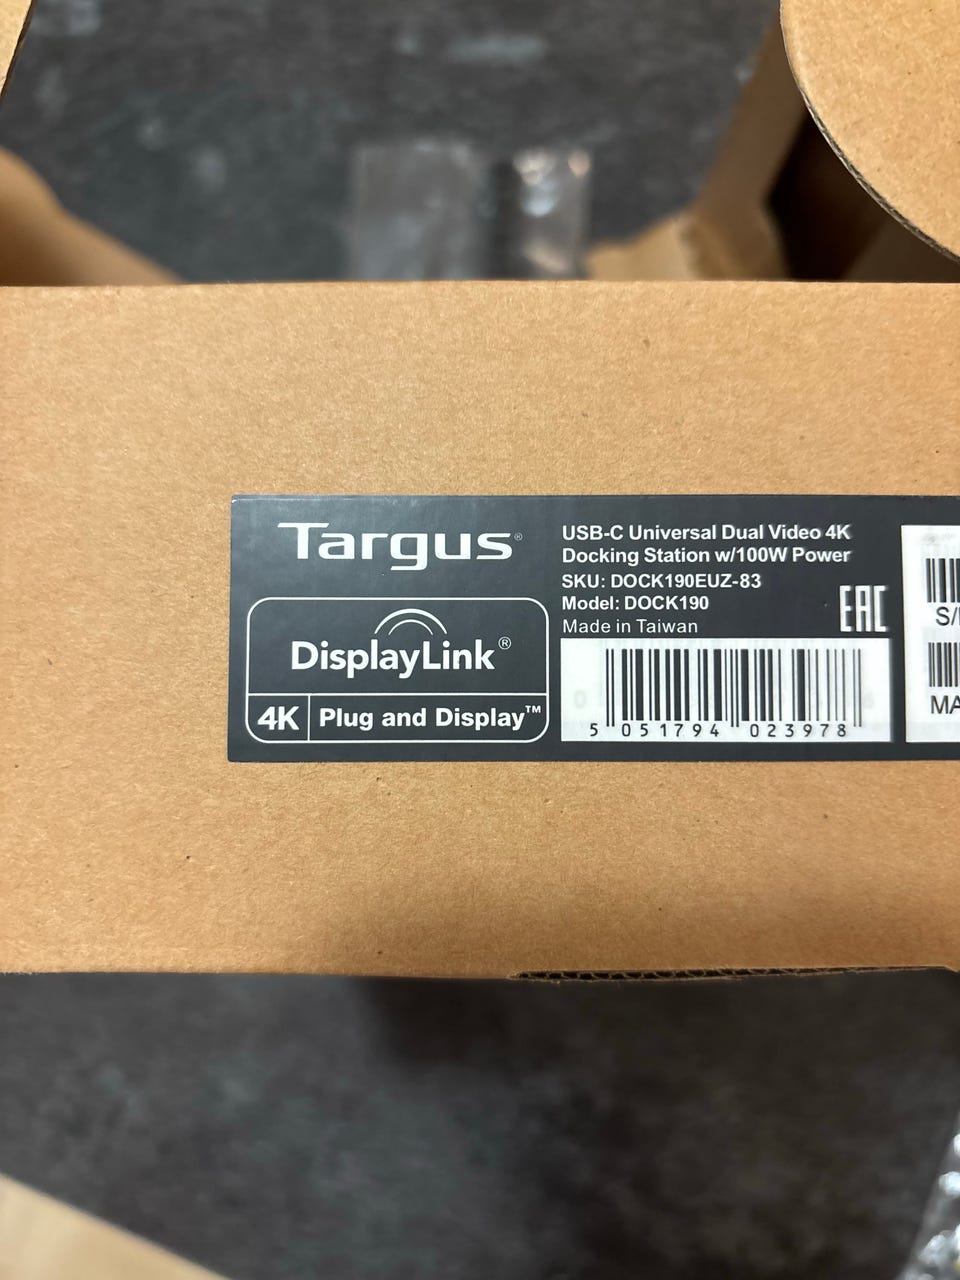 Targus®
DisplayLink®
4K Plug and Display™
USB-C Universal Dual Video 4K
Docking Station w/100W Power
SKU: DOCK190EUZ-83
Model: DOCK190
Made in Taiwan
EAC
5 051794 023978
S/
MA